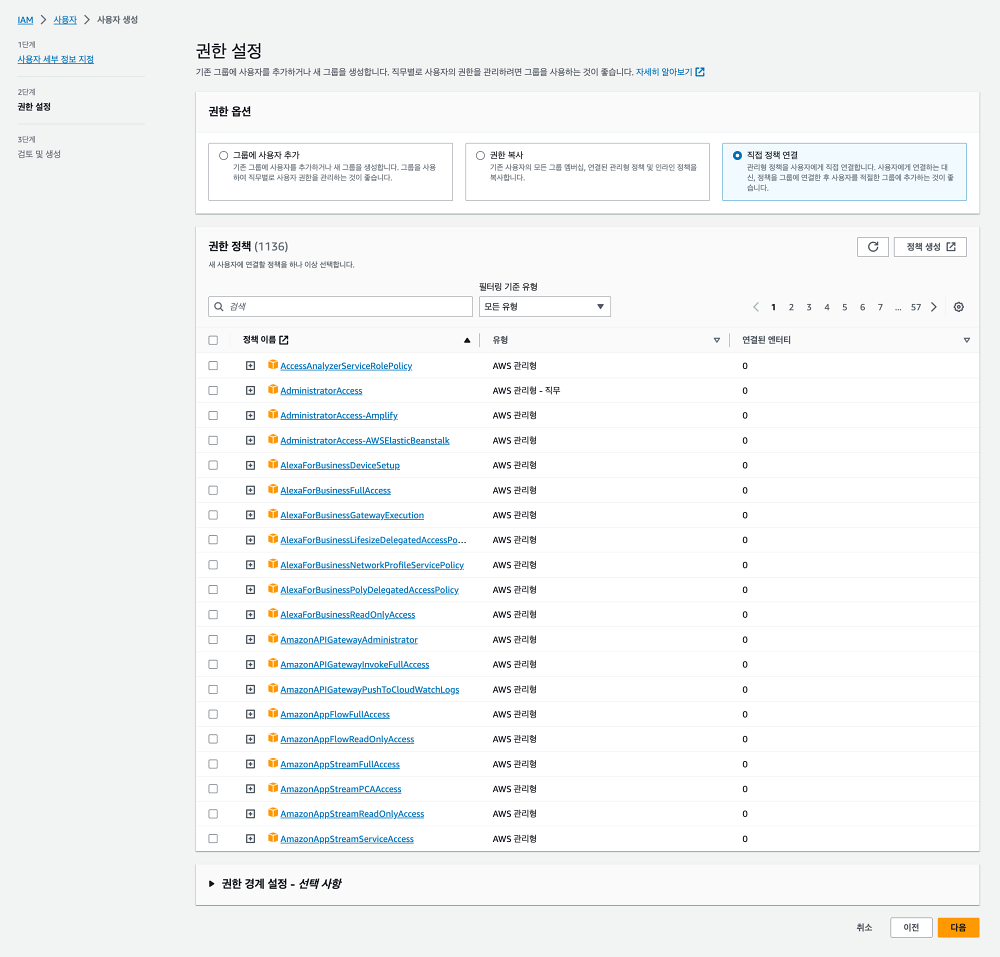 IAM > 사용자 > 사용자 생성
1단계
사용자 세부 정보 지정
2단계
권한 설정
3단계
검토 및 생성
권한 설정
기존 그룹에 사용자를 추가하거나 새 그룹을 생성합니다. 직무별로 사용자의 권한을 관리하려면 그룹을 사용하는 것이 좋습니다. 자세히 알아보기
권한 옵션
그룹에 사용자 추가
기존 그룹에 사용자를 추가하거나 새 그룹을 생성합니다. 그룹을 사용
하여 직무별로 사용자 권한을 관리하는 것이 좋습니다.
권한 복사
기존 사용자의 모든 그룹 멤버십, 연결된 관리형 정책 및 인라인 정책을
복사합니다.
직접 정책 연결
관리형 정책을 사용자에게 직접 연결합니다. 사용자에게 연결하는 대
신, 정책을 그룹에 연결한 후 사용자를 적절한 그룹에 추가하는 것이 좋
습니다.
권한 정책 (1136)
정책 생성
새 사용자에 연결할 정책을 하나 이상 선택합니다.
필터링 기준 유형
검색
모든 유형
1 2 3 4 5 6 7 ... 57
정책 이름 유형 연결된 엔터티
AccessAnalyzerServiceRolePolicy AWS 관리형 0
AdministratorAccess AWS 관리형 - 직무 0
AdministratorAccess-Amplify AWS 관리형 0
AdministratorAccess-AWSElasticBeanstalk AWS 관리형 0
AlexaForBusinessDeviceSetup AWS 관리형 0
AlexaForBusinessFullAccess AWS 관리형 0
AlexaForBusinessGatewayExecution AWS 관리형 0
AlexaForBusinessLifesizeDelegatedAccessPo... AWS 관리형 0
AlexaForBusinessNetworkProfileServicePolicy AWS 관리형 0
AlexaForBusinessPolyDelegatedAccessPolicy AWS 관리형 0
AlexaForBusinessReadOnlyAccess AWS 관리형 0
AmazonAPIGatewayAdministrator AWS 관리형 0
AmazonAPIGatewayInvokeFullAccess AWS 관리형 0
AmazonAPIGatewayPushToCloudWatchLogs AWS 관리형 0
AmazonAppFlowFullAccess AWS 관리형 0
AmazonAppFlowReadOnlyAccess AWS 관리형 0
AmazonAppStreamFullAccess AWS 관리형 0
AmazonAppStreamPCAAccess AWS 관리형 0
AmazonAppStreamReadOnlyAccess AWS 관리형 0
AmazonAppStreamServiceAccess AWS 관리형 0
권한 경계 설정 - 선택 사항
취소 이전 다음